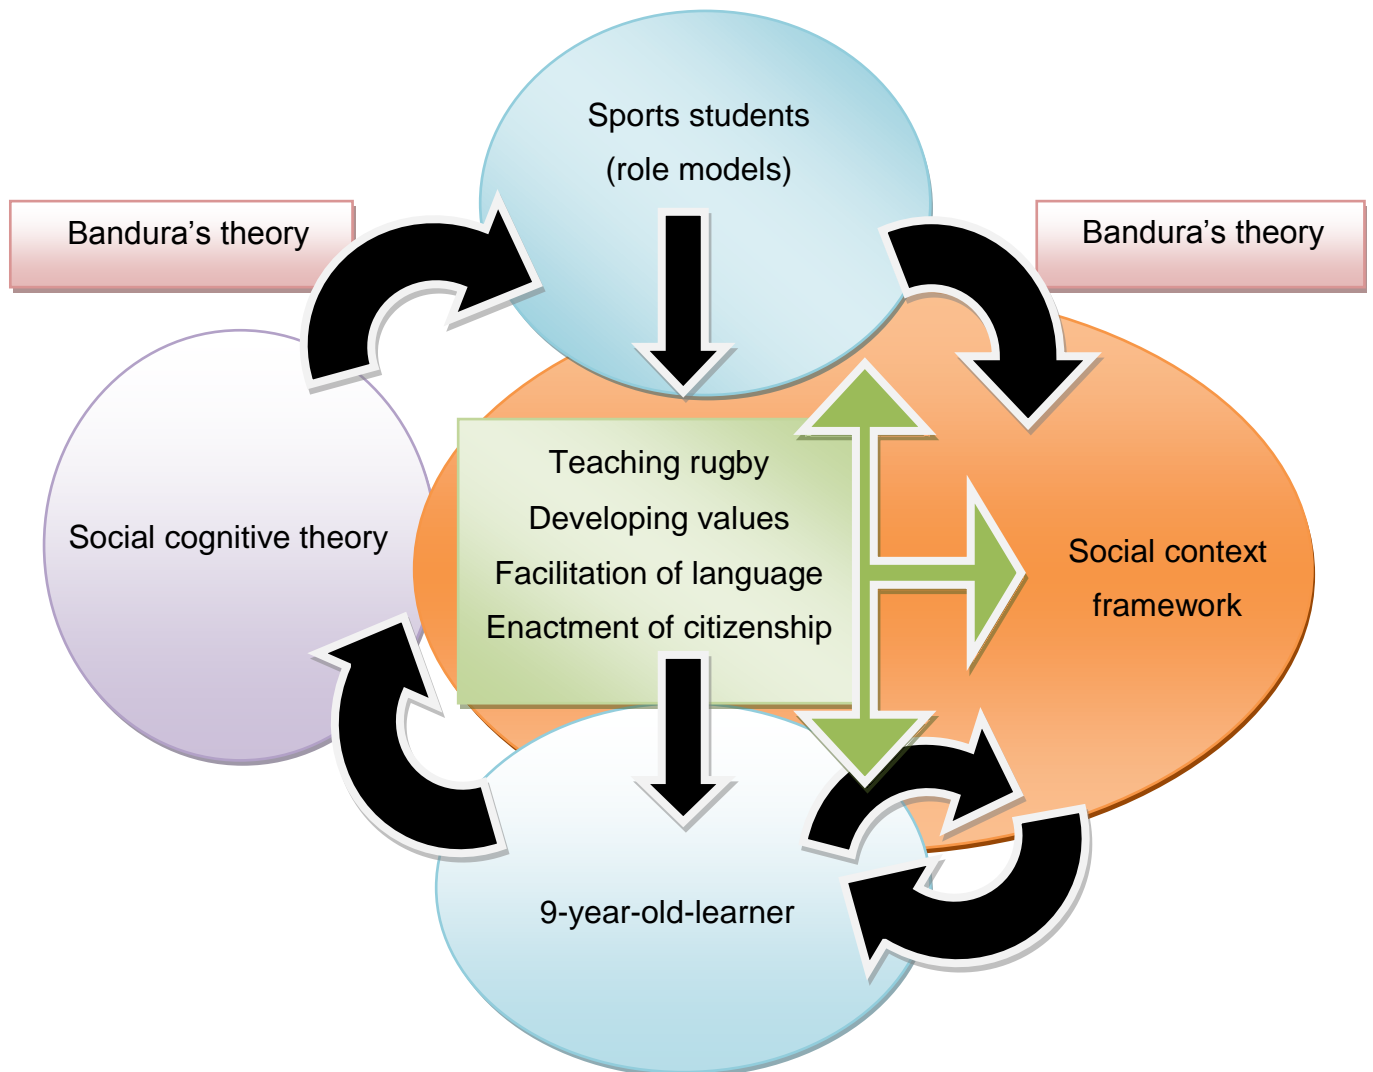 Sports students
(role models)
Bandura’s theory
Bandura’s theory
Teaching rugby
Developing values
Facilitation of language
Enactment of citizenship
Social cognitive theory
Social context
framework
9-year-old-learner